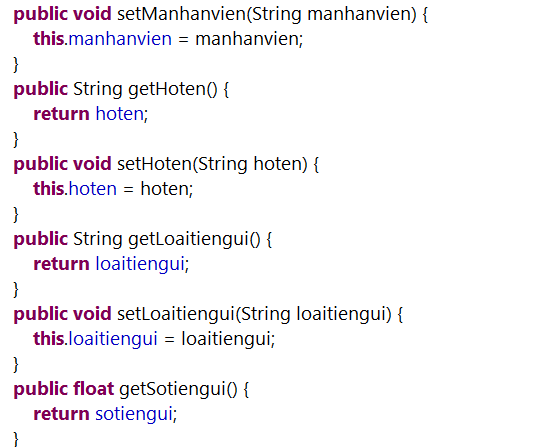 public void setManhanvien(String manhanvien) {
this.manhanvien = manhanvien;
}
public String getHoten() {
return hoten;
}
public void setHoten(String hoten) {
this.hoten = hoten;
}
public String getLoaitiengui() {
return loaitiengui;
}
public void setLoaitiengui(String loaitiengui) {
this.loaitiengui = loaitiengui;
}
public float getSotiengui() {
return sotiengui;
}